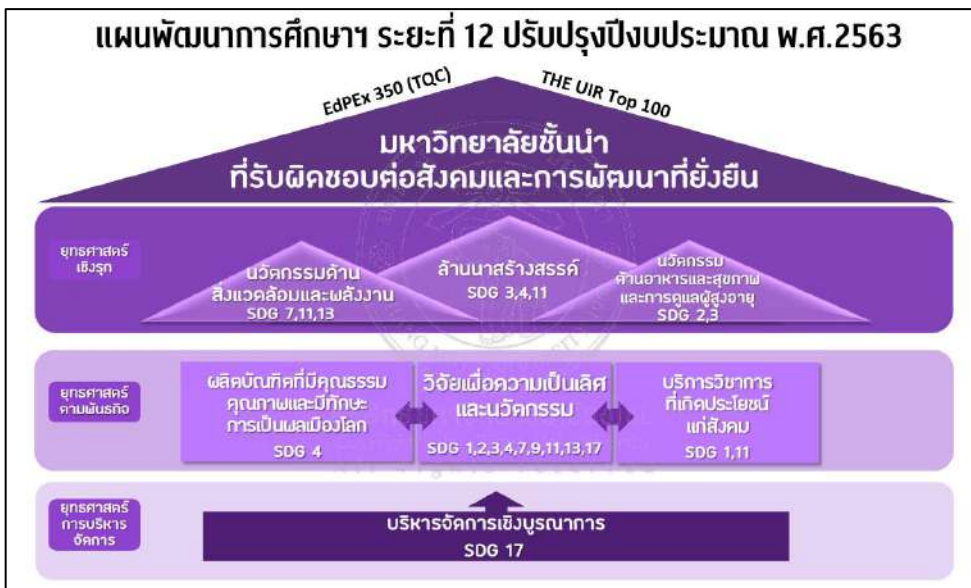 แผนพัฒนาการศึกษาฯ ระยะที่ 12 ปรับปรุงปีงบประมาณ พ.ศ.2563
EdPEx 350 (TQC)
THE UIR Top 100
มหาวิทยาลัยชั้นนำ
ที่รับผิดชอบต่อสังคมและการพัฒนาที่ยั่งยืน
ยุทธศาสตร์
เชิงรุก
นวัตกรรมด้าน
สิ่งแวดล้อมและพลังงาน
SDG 7,11,13
ล้านนาสร้างสรรค์
SDG 3,4,11
นวัตกรรม
ด้านอาหารและสุขภาพ
และการดูแลผู้สูงอายุ
SDG 2,3
ยุทธศาสตร์
ตามพันธกิจ
ผลิตบัณฑิตที่มีคุณธรรม
คุณภาพและมีทักษะ
การเป็นพลเมืองโลก
SDG 4
วิจัยเพื่อความเป็นเลิศ
และนวัตกรรม
SDG 1,2,3,4,7,9,11,13,17
บริการวิชาการ
ที่เกิดประโยชน์
แก่สังคม
SDG 1,11
ยุทธศาสตร์
การบริหาร
จัดการ
บริหารจัดการเชิงบูรณาการ
SDG 17